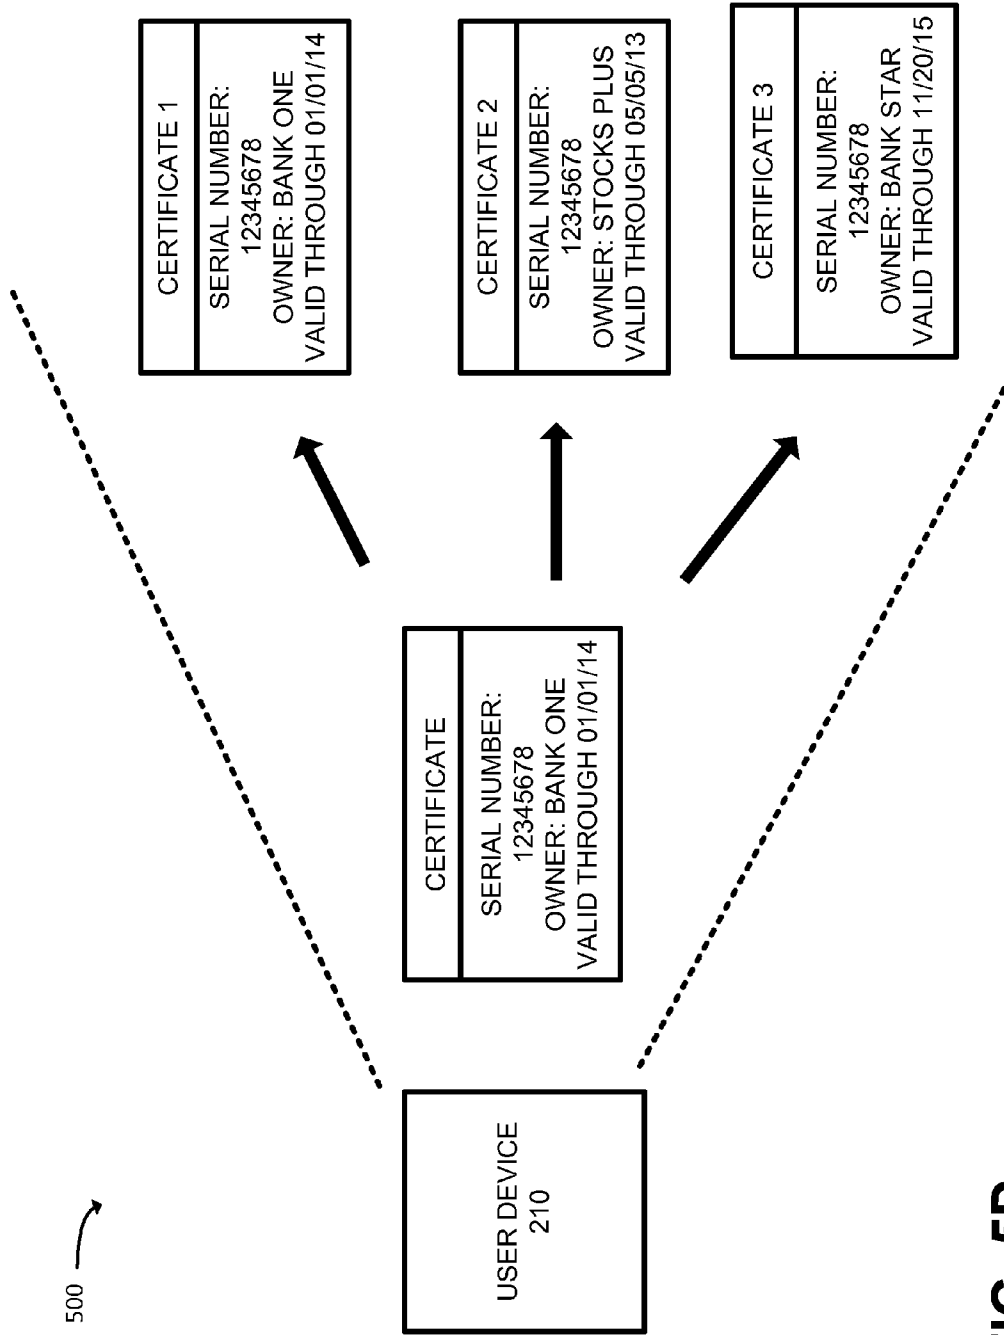 500
USER DEVICE
210
CERTIFICATE
SERIAL NUMBER:
12345678
OWNER: BANK ONE
VALID THROUGH 01/01/14
CERTIFICATE 1
SERIAL NUMBER:
12345678
OWNER: BANK ONE
VALID THROUGH 01/01/14
CERTIFICATE 2
SERIAL NUMBER:
12345678
OWNER: STOCKS PLUS
VALID THROUGH 05/05/13
CERTIFICATE 3
SERIAL NUMBER:
12345678
OWNER: BANK STAR
VALID THROUGH 11/20/15